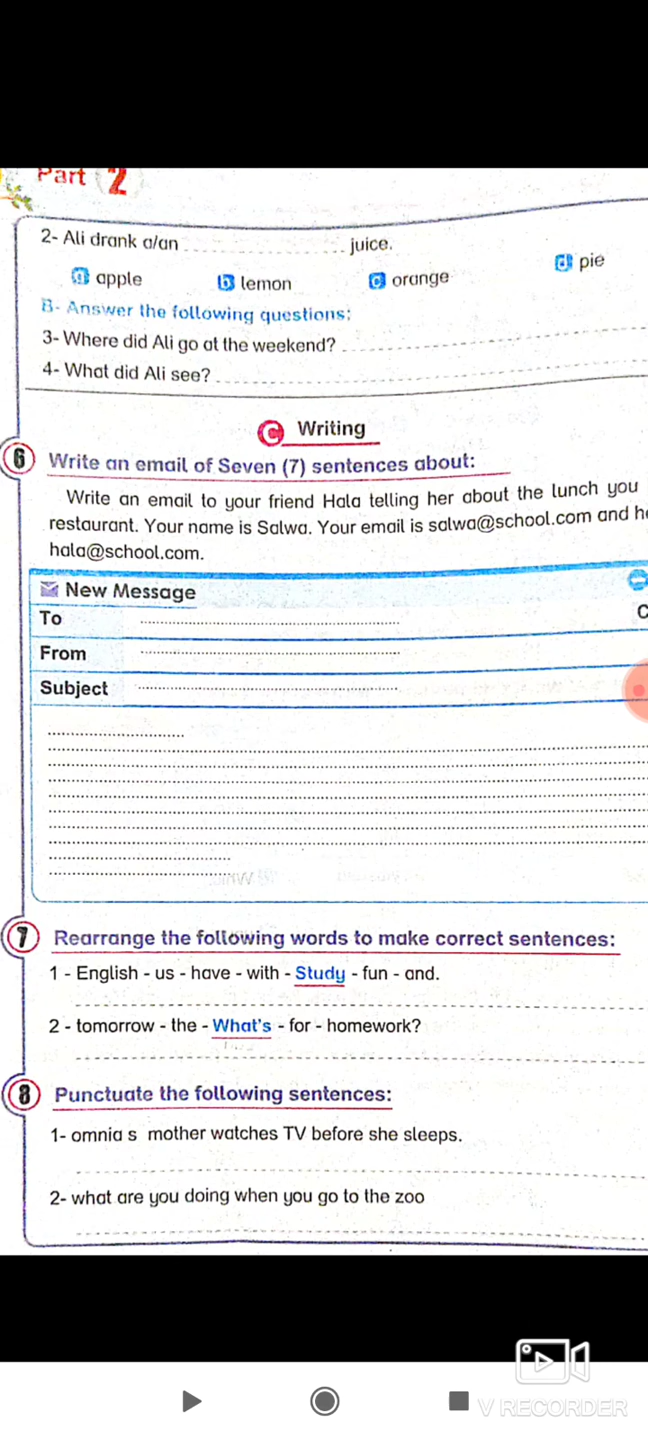 Part 2
2- Ali drank a/an .......... juice.
a apple b lemon c orange d pie
B- Answer the following questions:
3- Where did Ali go at the weekend?
4- What did Ali see?
C Writing
6 Write an email of Seven (7) sentences about:
Write an email to your friend Hala telling her about the lunch you
restaurant. Your name is Salwa. Your email is salwa@school.com and
hala@school.com.
New Message
To
From
Subject
7 Rearrange the following words to make correct sentences:
1 - English - us - have - with - Study - fun - and.
2 - tomorrow - the - What's - for - homework?
8 Punctuate the following sentences:
1- omnia s mother watches TV before she sleeps.
2- what are you doing when you go to the zoo
V RECORDER